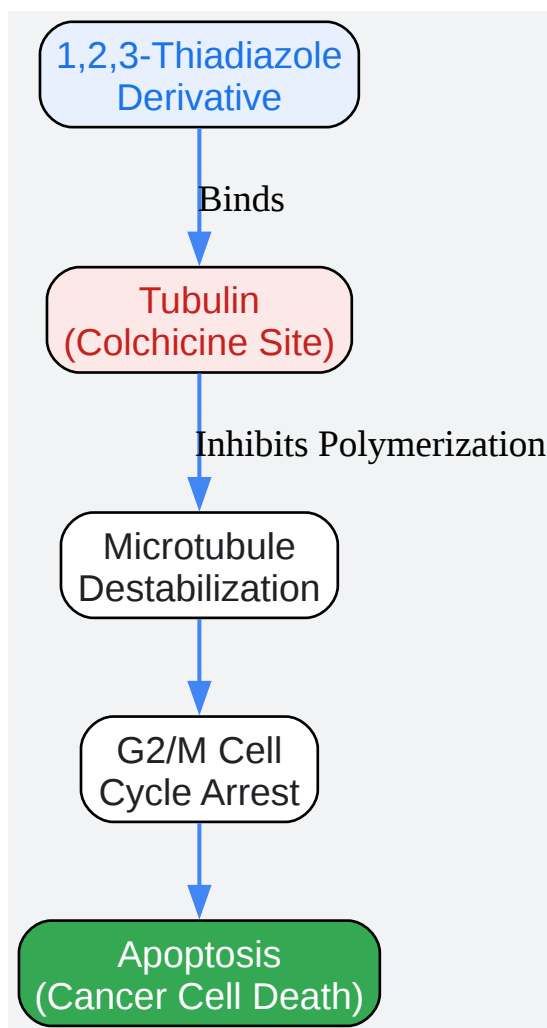 1,2,3-Thiadiazole
Derivative
Binds
Tubulin
(Colchicine Site)
Inhibits Polymerization
Microtubule
Destabilization
G2/M Cell
Cycle Arrest
Apoptosis
(Cancer Cell Death)